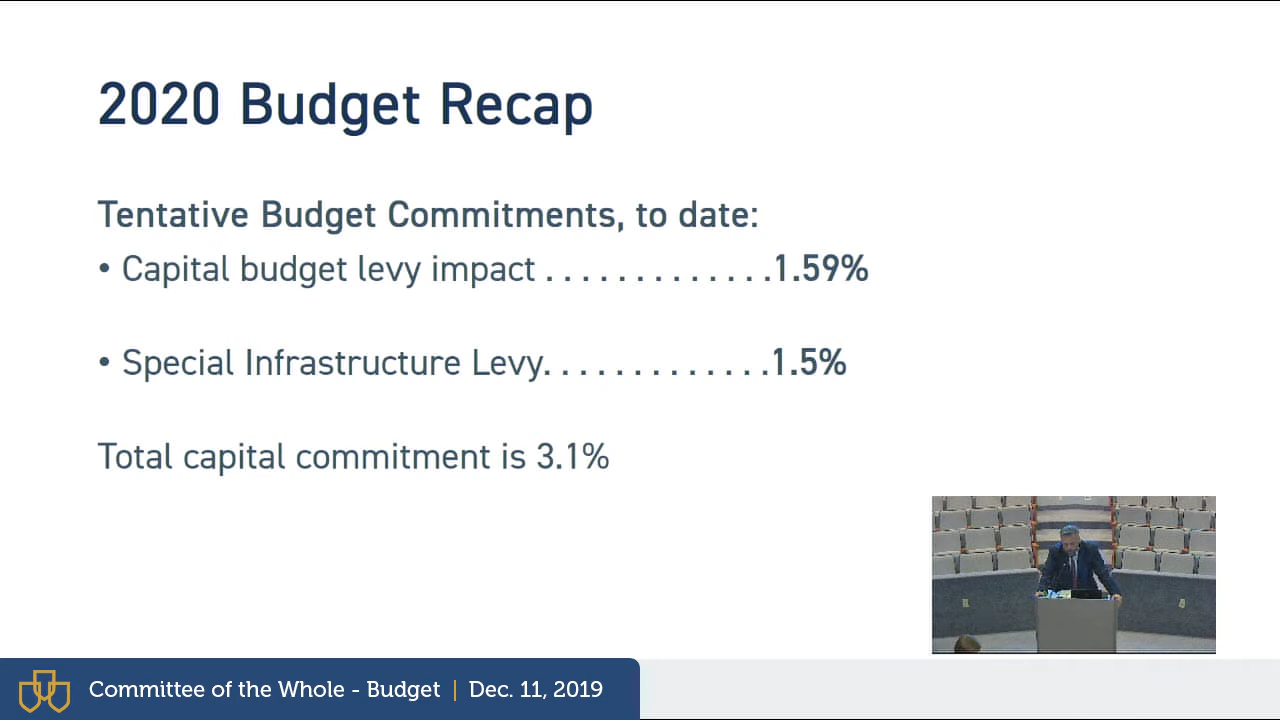 2020 Budget Recap
Tentative Budget Commitments, to date:
• Capital budget levy impact . . . . . . . . . . . . .1.59%
• Special Infrastructure Levy. . . . . . . . . . . . .1.5%
Total capital commitment is 3.1%
Committee of the Whole - Budget | Dec. 11, 2019